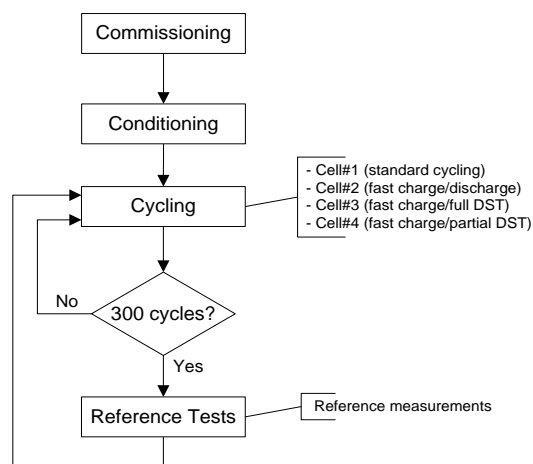 Commissioning
Conditioning
Cycling
- Cell#1 (standard cycling)
- Cell#2 (fast charge/discharge)
- Cell#3 (fast charge/full DST)
- Cell#4 (fast charge/partial DST)
No
300 cycles?
Yes
Reference Tests
Reference measurements